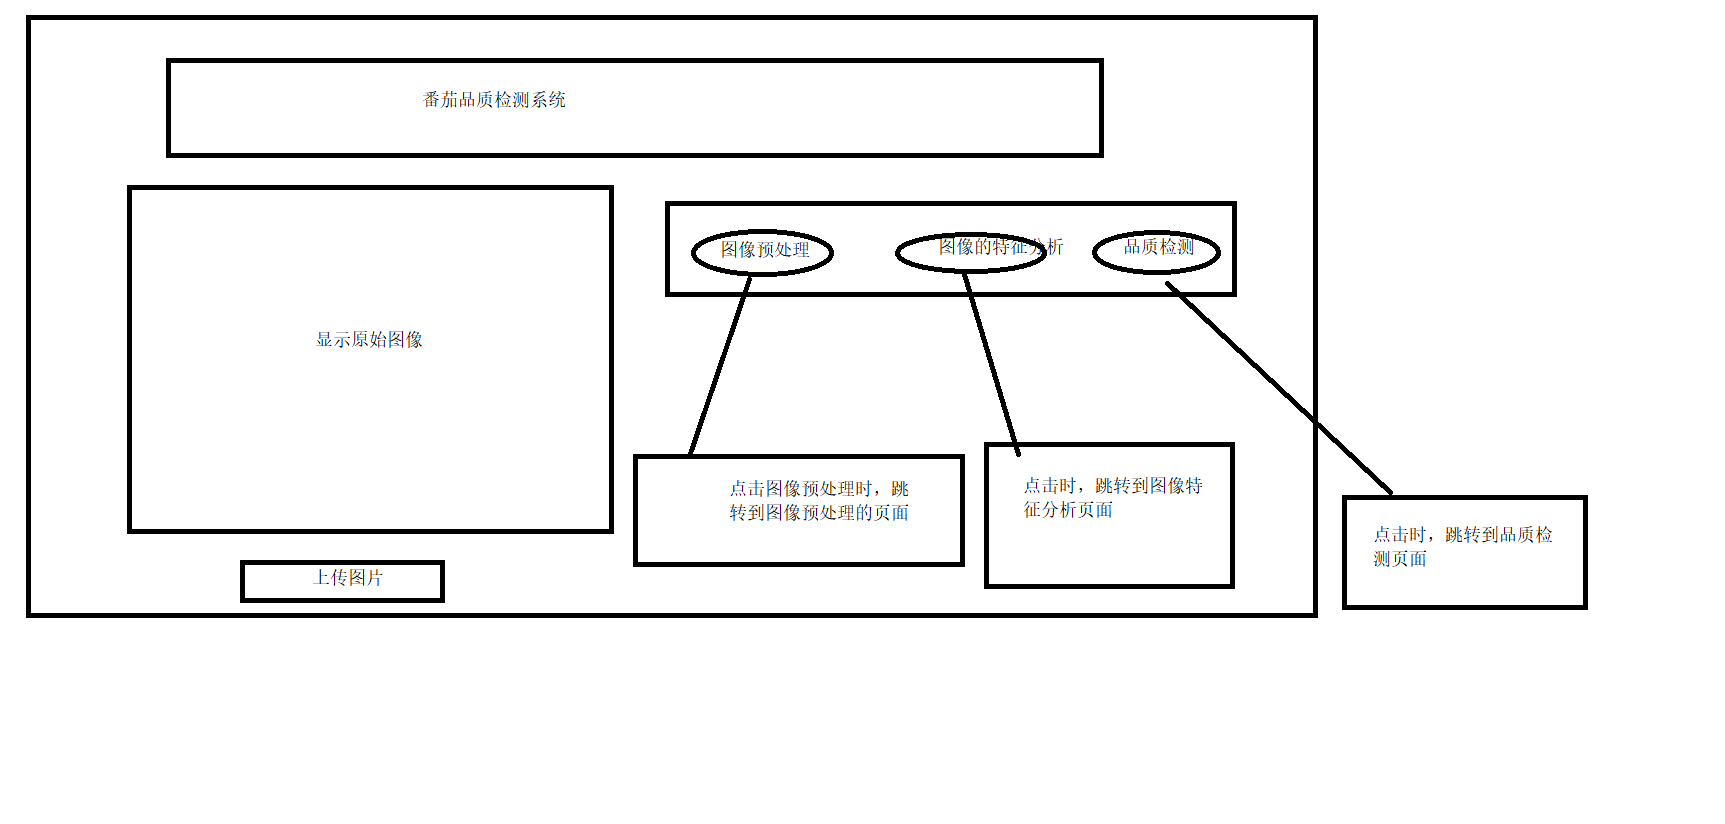 番茄品质检测系统
图像预处理
图像的特征分析
品质检测
显示原始图像
点击图像预处理时，跳
转到图像预处理的页面
点击时，跳转到图像特
征分析页面
点击时，跳转到品质检
测页面
上传图片